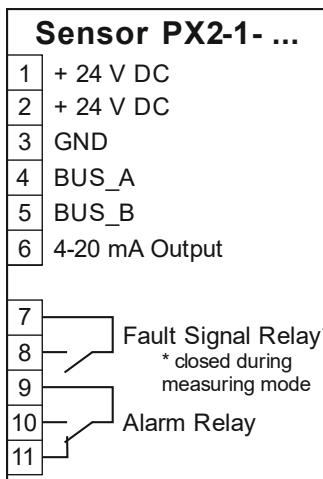 Sensor PX2-1- ...
1 + 24 V DC
2 + 24 V DC
3 GND
4 BUS_A
5 BUS_B
6 4-20 mA Output
7
Fault Signal Relay*
8
* closed during
9 measuring mode
10 Alarm Relay
11